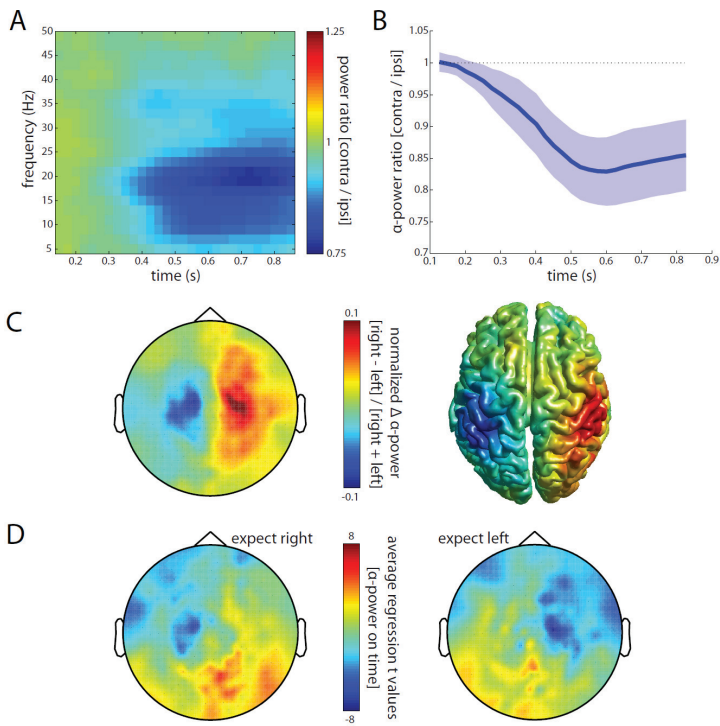 A
50
45
40
35
30
25
20
15
10
5
frequency (Hz)
0.2 0.3 0.4 0.5 0.6 0.7 0.8
time (s)
1.25
1
0.75
power ratio [contra / ipsi]
B
1.05
1
0.95
0.9
0.85
0.8
0.75
0.7
α-power ratio [contra / ipsi]
0.1 0.2 0.3 0.4 0.5 0.6 0.7 0.8 0.9
time (s)
C
0.1
-0.1
normalized Δ α-power
[right - left] / [right + left]
D
expect right
8
-8
average regression t values
[α-power on time]
expect left